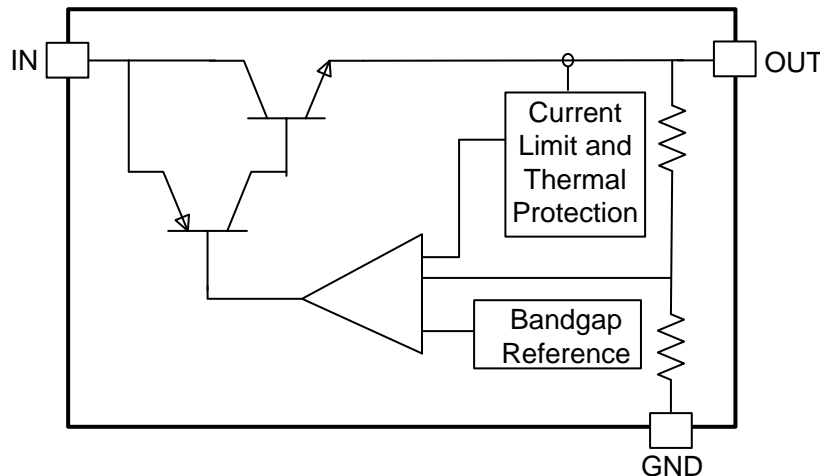 IN
OUT
Current
Limit and
Thermal
Protection
Bandgap
Reference
GND